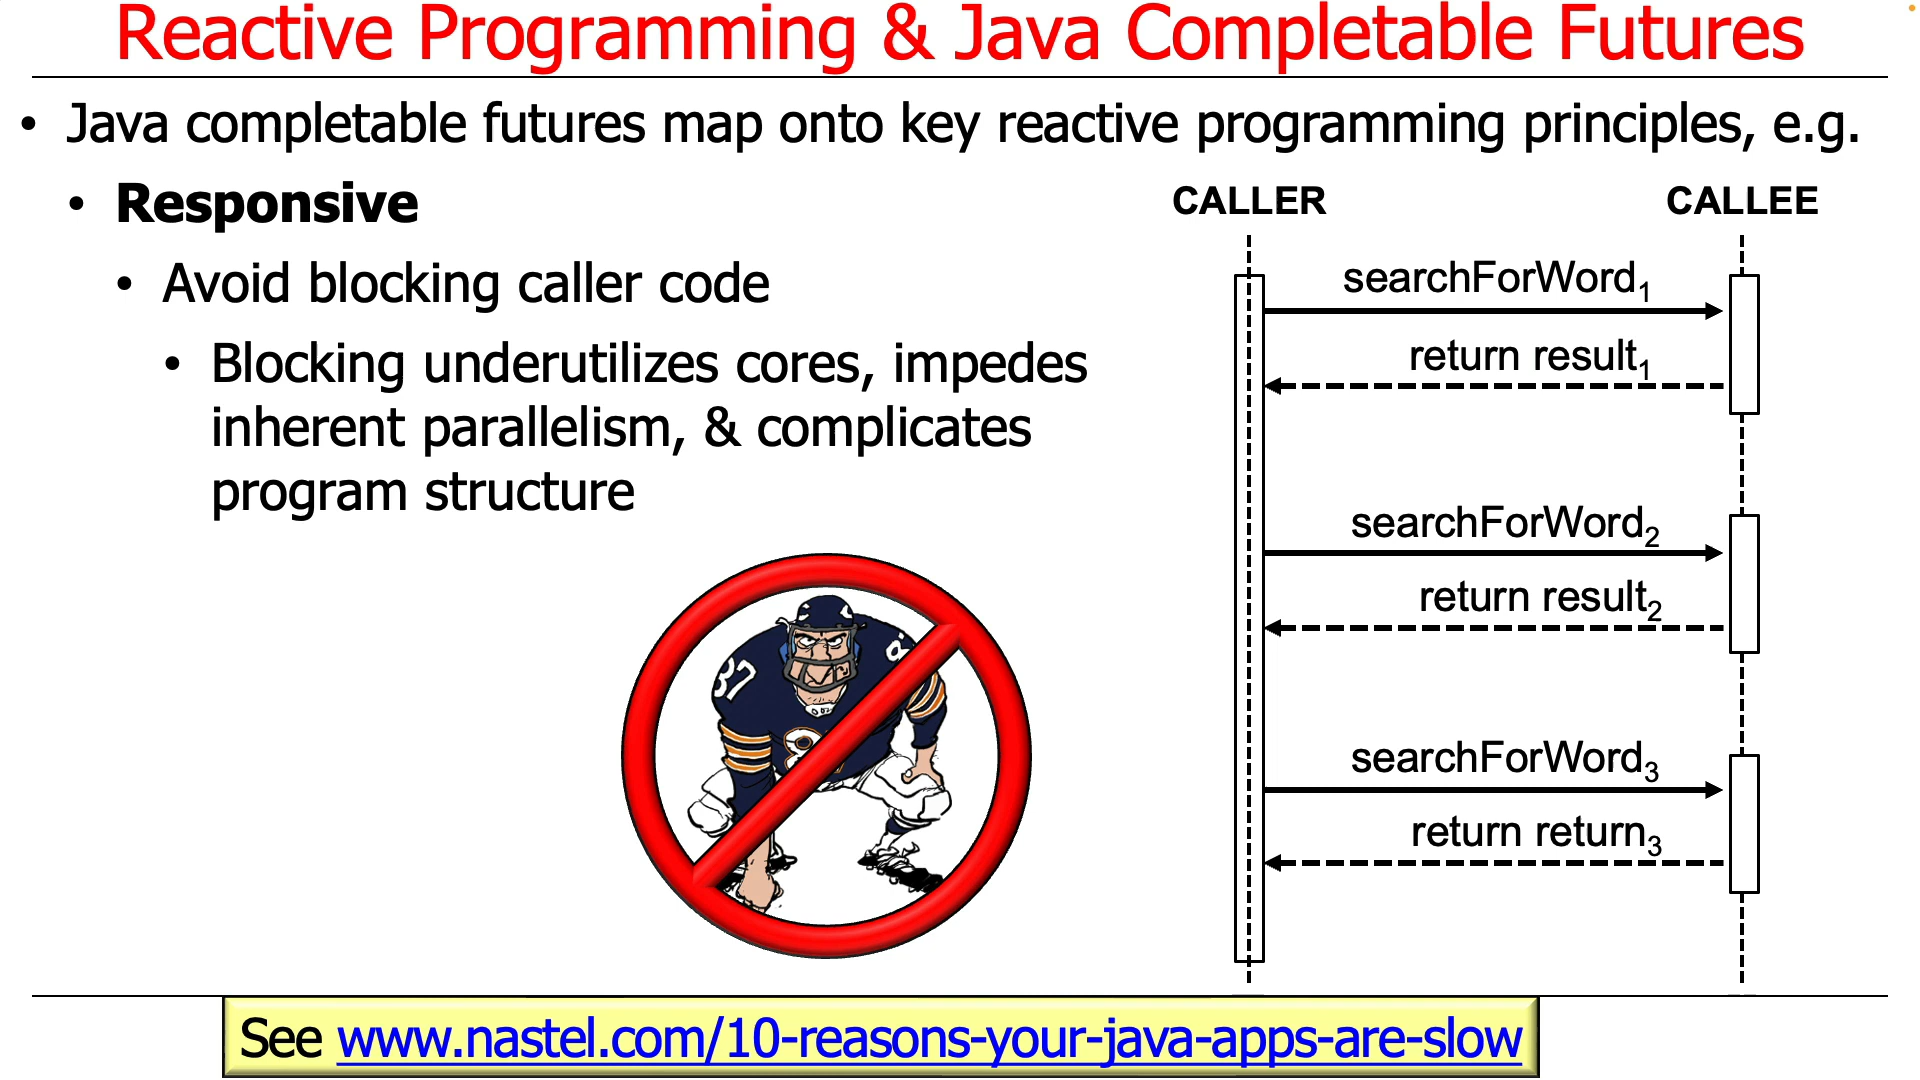 Reactive Programming & Java Completable Futures
• Java completable futures map onto key reactive programming principles, e.g.
• Responsive
• Avoid blocking caller code
• Blocking underutilizes cores, impedes
inherent parallelism, & complicates
program structure
CALLER CALLEE
searchForWord₁
return result₁
searchForWord₂
return result₂
searchForWord₃
return return₃
37
See www.nastel.com/10-reasons-your-java-apps-are-slow